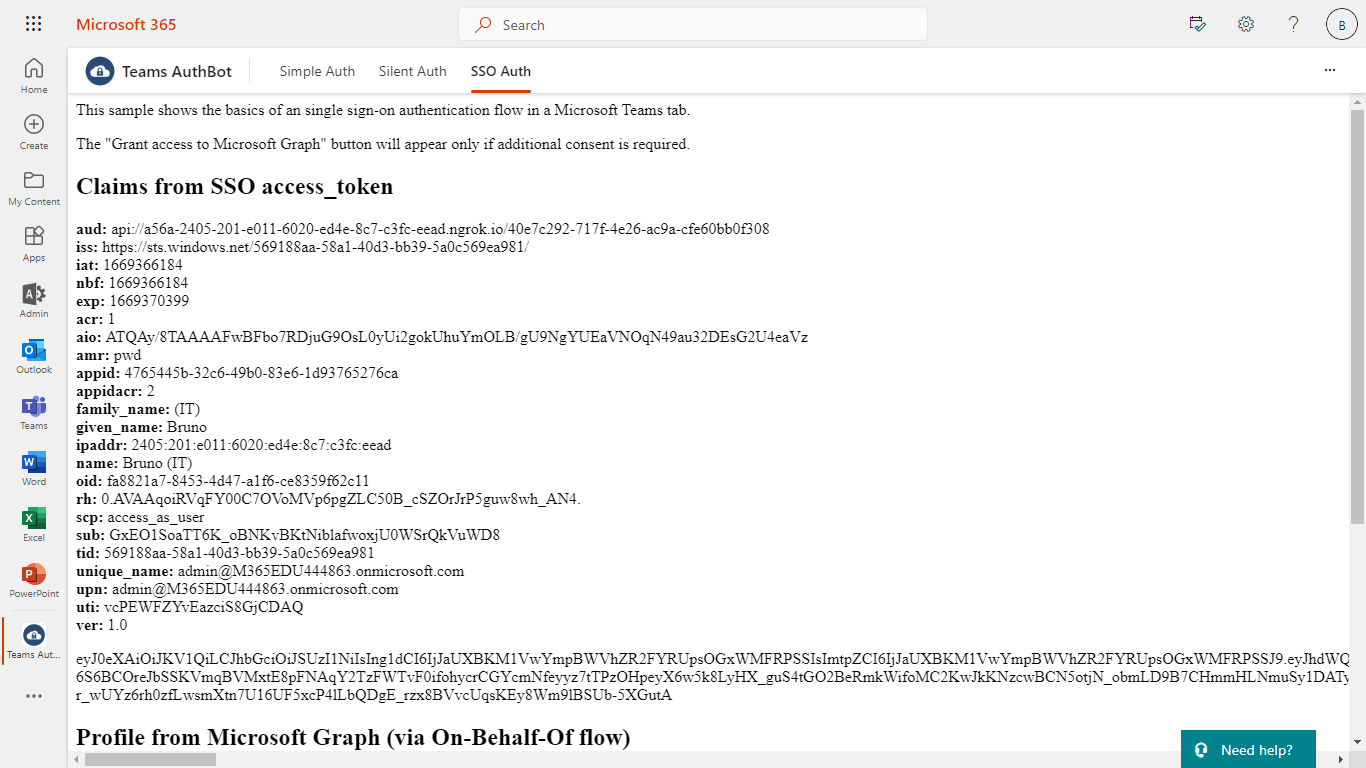 Microsoft 365
Search
B
Home
Create
My Content
Apps
Admin
Outlook
Teams
Word
Excel
PowerPoint
Teams Aut...
Teams AuthBot
Simple Auth
Silent Auth
SSO Auth
This sample shows the basics of an single sign-on authentication flow in a Microsoft Teams tab.
The "Grant access to Microsoft Graph" button will appear only if additional consent is required.
Claims from SSO access_token
aud: api://a56a-2405-201-e011-6020-ed4e-8c7-c3fc-eead.ngrok.io/40e7c292-717f-4e26-ac9a-cfe60bb0f308
iss: https://sts.windows.net/569188aa-58a1-40d3-bb39-5a0c569ea981/
iat: 1669366184
nbf: 1669366184
exp: 1669370399
acr: 1
aio: ATQAy/8TAAAAFwBFbo7RDjuG9OsL0yUi2gokUhuYmOLB/gU9NgYUEaVNOqN49au32DEsG2U4eaVz
amr: pwd
appid: 4765445b-32c6-49b0-83e6-1d93765276ca
appidacr: 2
family_name: (IT)
given_name: Bruno
ipaddr: 2405:201:e011:6020:ed4e:8c7:c3fc:eead
name: Bruno (IT)
oid: fa8821a7-8453-4d47-a1f6-ce8359f62c11
rh: 0.AVAAqoiRVqFY00C7OVoMVp6pgZLC50B_cSZOrJrP5guw8wh_AN4.
scp: access_as_user
sub: GxEO1SoaTT6K_oBNKvBKtNiblafwoxjU0WSrQkVuWD8
tid: 569188aa-58a1-40d3-bb39-5a0c569ea981
unique_name: admin@M365EDU444863.onmicrosoft.com
upn: admin@M365EDU444863.onmicrosoft.com
uti: vcPEWFZYvEazciS8GjCDAQ
ver: 1.0
eyJ0eXAiOiJKV1QiLCJhbGciOiJSUzI1NiIsIng1dCI6IjJaUXBKM1VwYmpBWVhZR2FYRUpsOGxWMFRPSSIsImtpZCI6IjJaUXBKM1VwYmpBWVhZR2FYRUpsOGxWMFRPSSJ9.eyJhdWQ
6S6BCOreJbSSKVmqBVMxtE8pFNAqY2TzFWTvF0ifohycrCGYcmNfeyyz7tTPzOHpeyX6w5k8LyHX_guS4tGO2BeRmkWifoMC2KwJkKNzcwBCN5otjN_obmLD9B7CHmmHLNmuSy1DATy
r_wUYz6rh0zfLwsmXtn7U16UF5xcP4lLbQDgE_rzx8BVvcUqsKEy8Wm9lBSUb-5XGutA
Profile from Microsoft Graph (via On-Behalf-Of flow)
Need help?